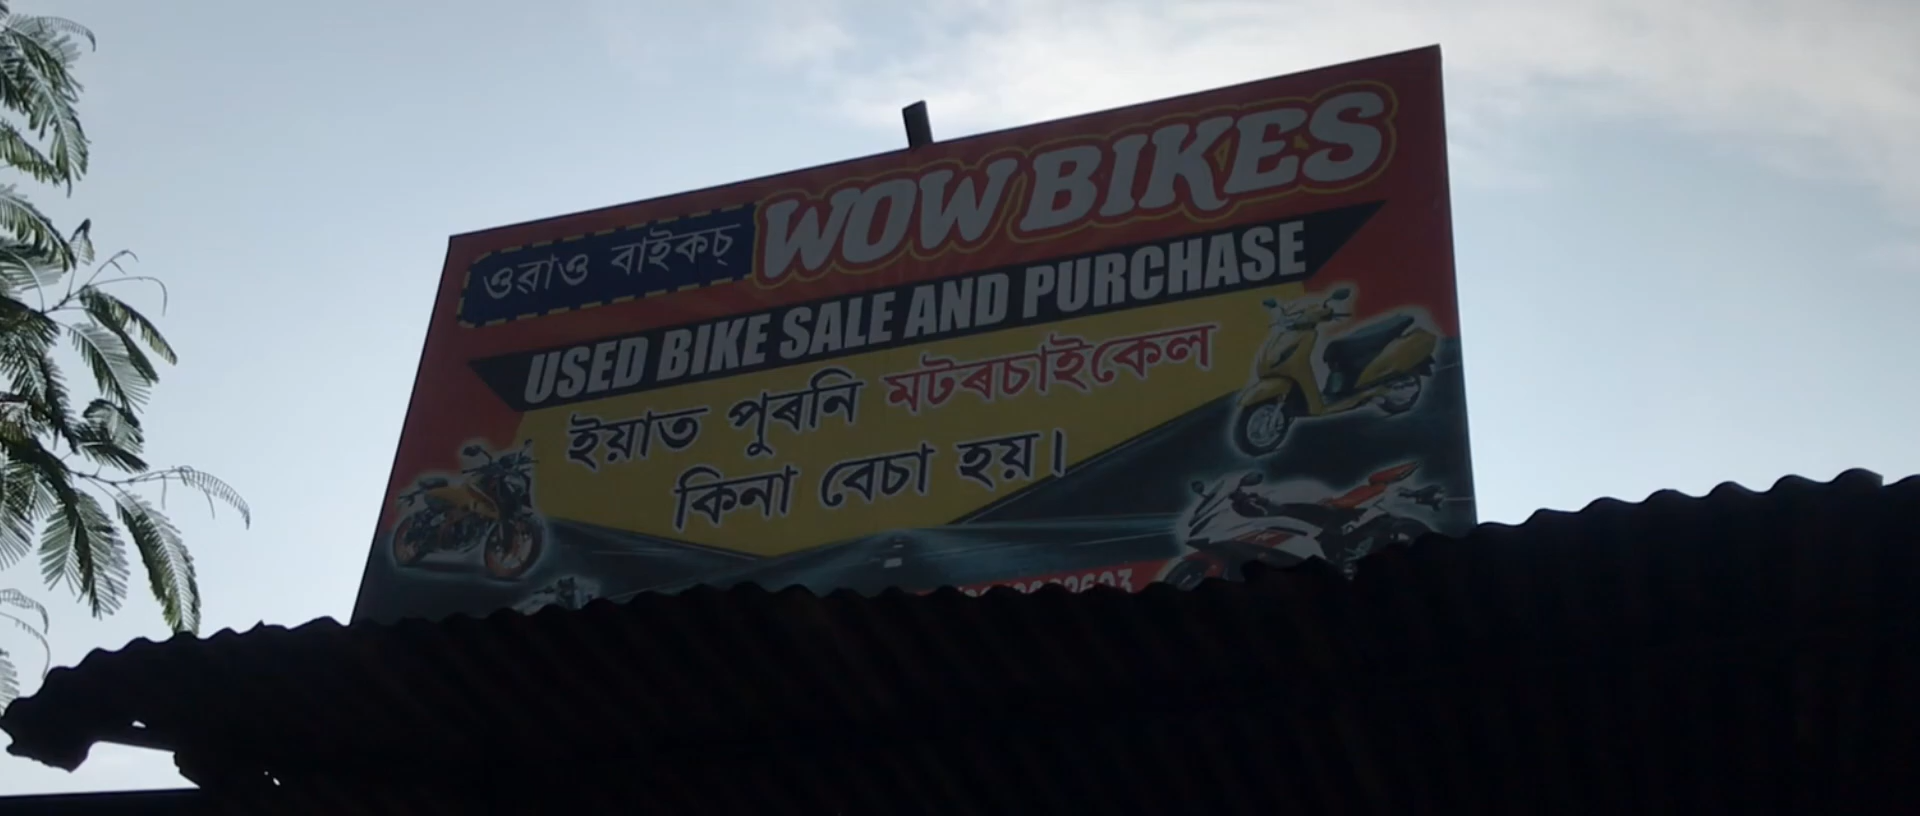 ওৱাও বাইকচ্ WOW BIKES
USED BIKE SALE AND PURCHASE
ইয়াত পুৰনি মটৰচাইকেল
কিনা বেচা হয়।